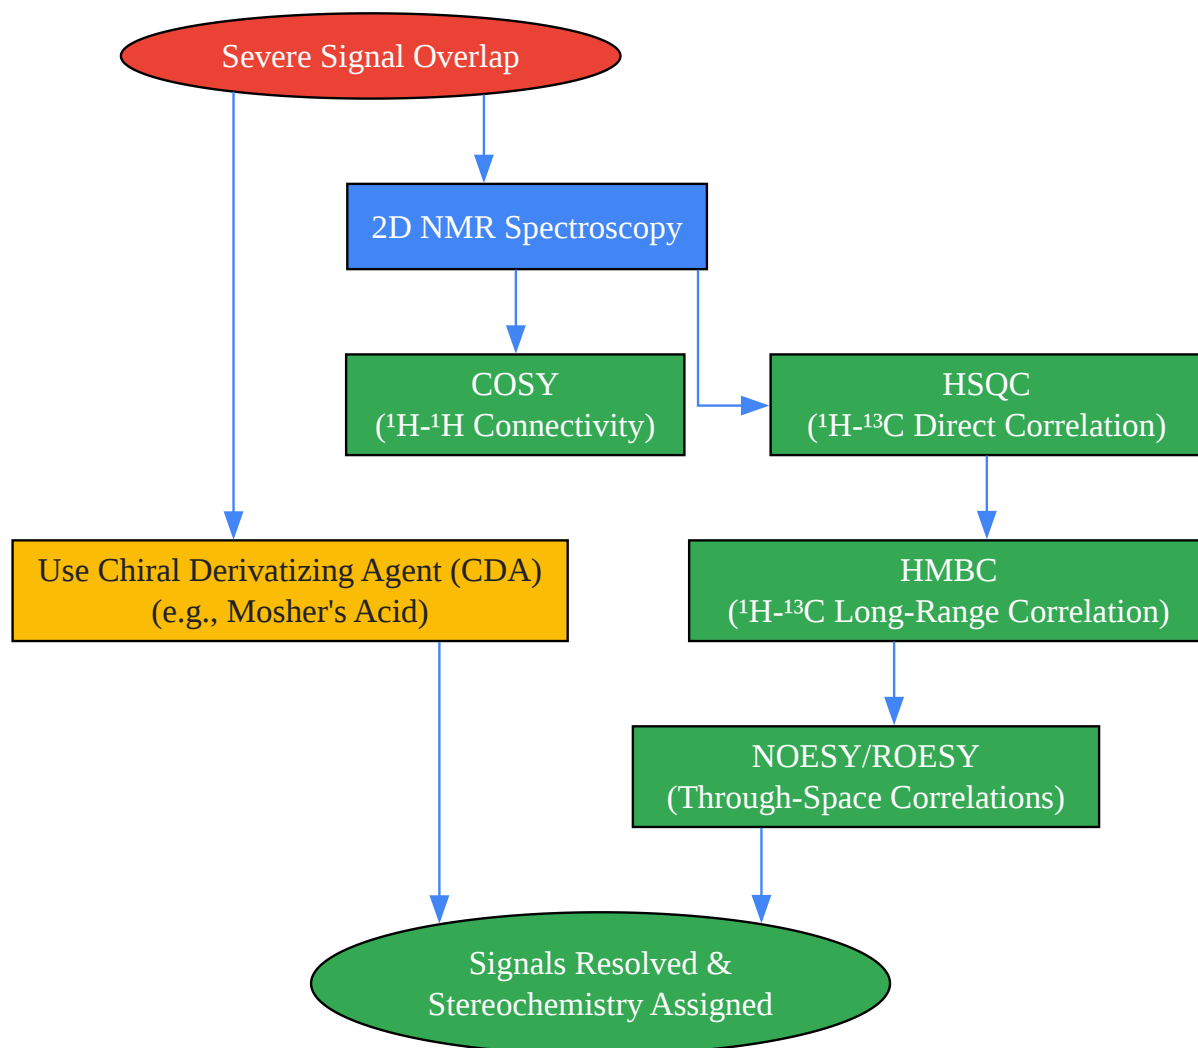 Severe Signal Overlap
2D NMR Spectroscopy
COSY
(¹H-¹H Connectivity)
HSQC
(¹H-¹³C Direct Correlation)
Use Chiral Derivatizing Agent (CDA)
(e.g., Mosher's Acid)
HMBC
(¹H-¹³C Long-Range Correlation)
NOESY/ROESY
(Through-Space Correlations)
Signals Resolved &
Stereochemistry Assigned